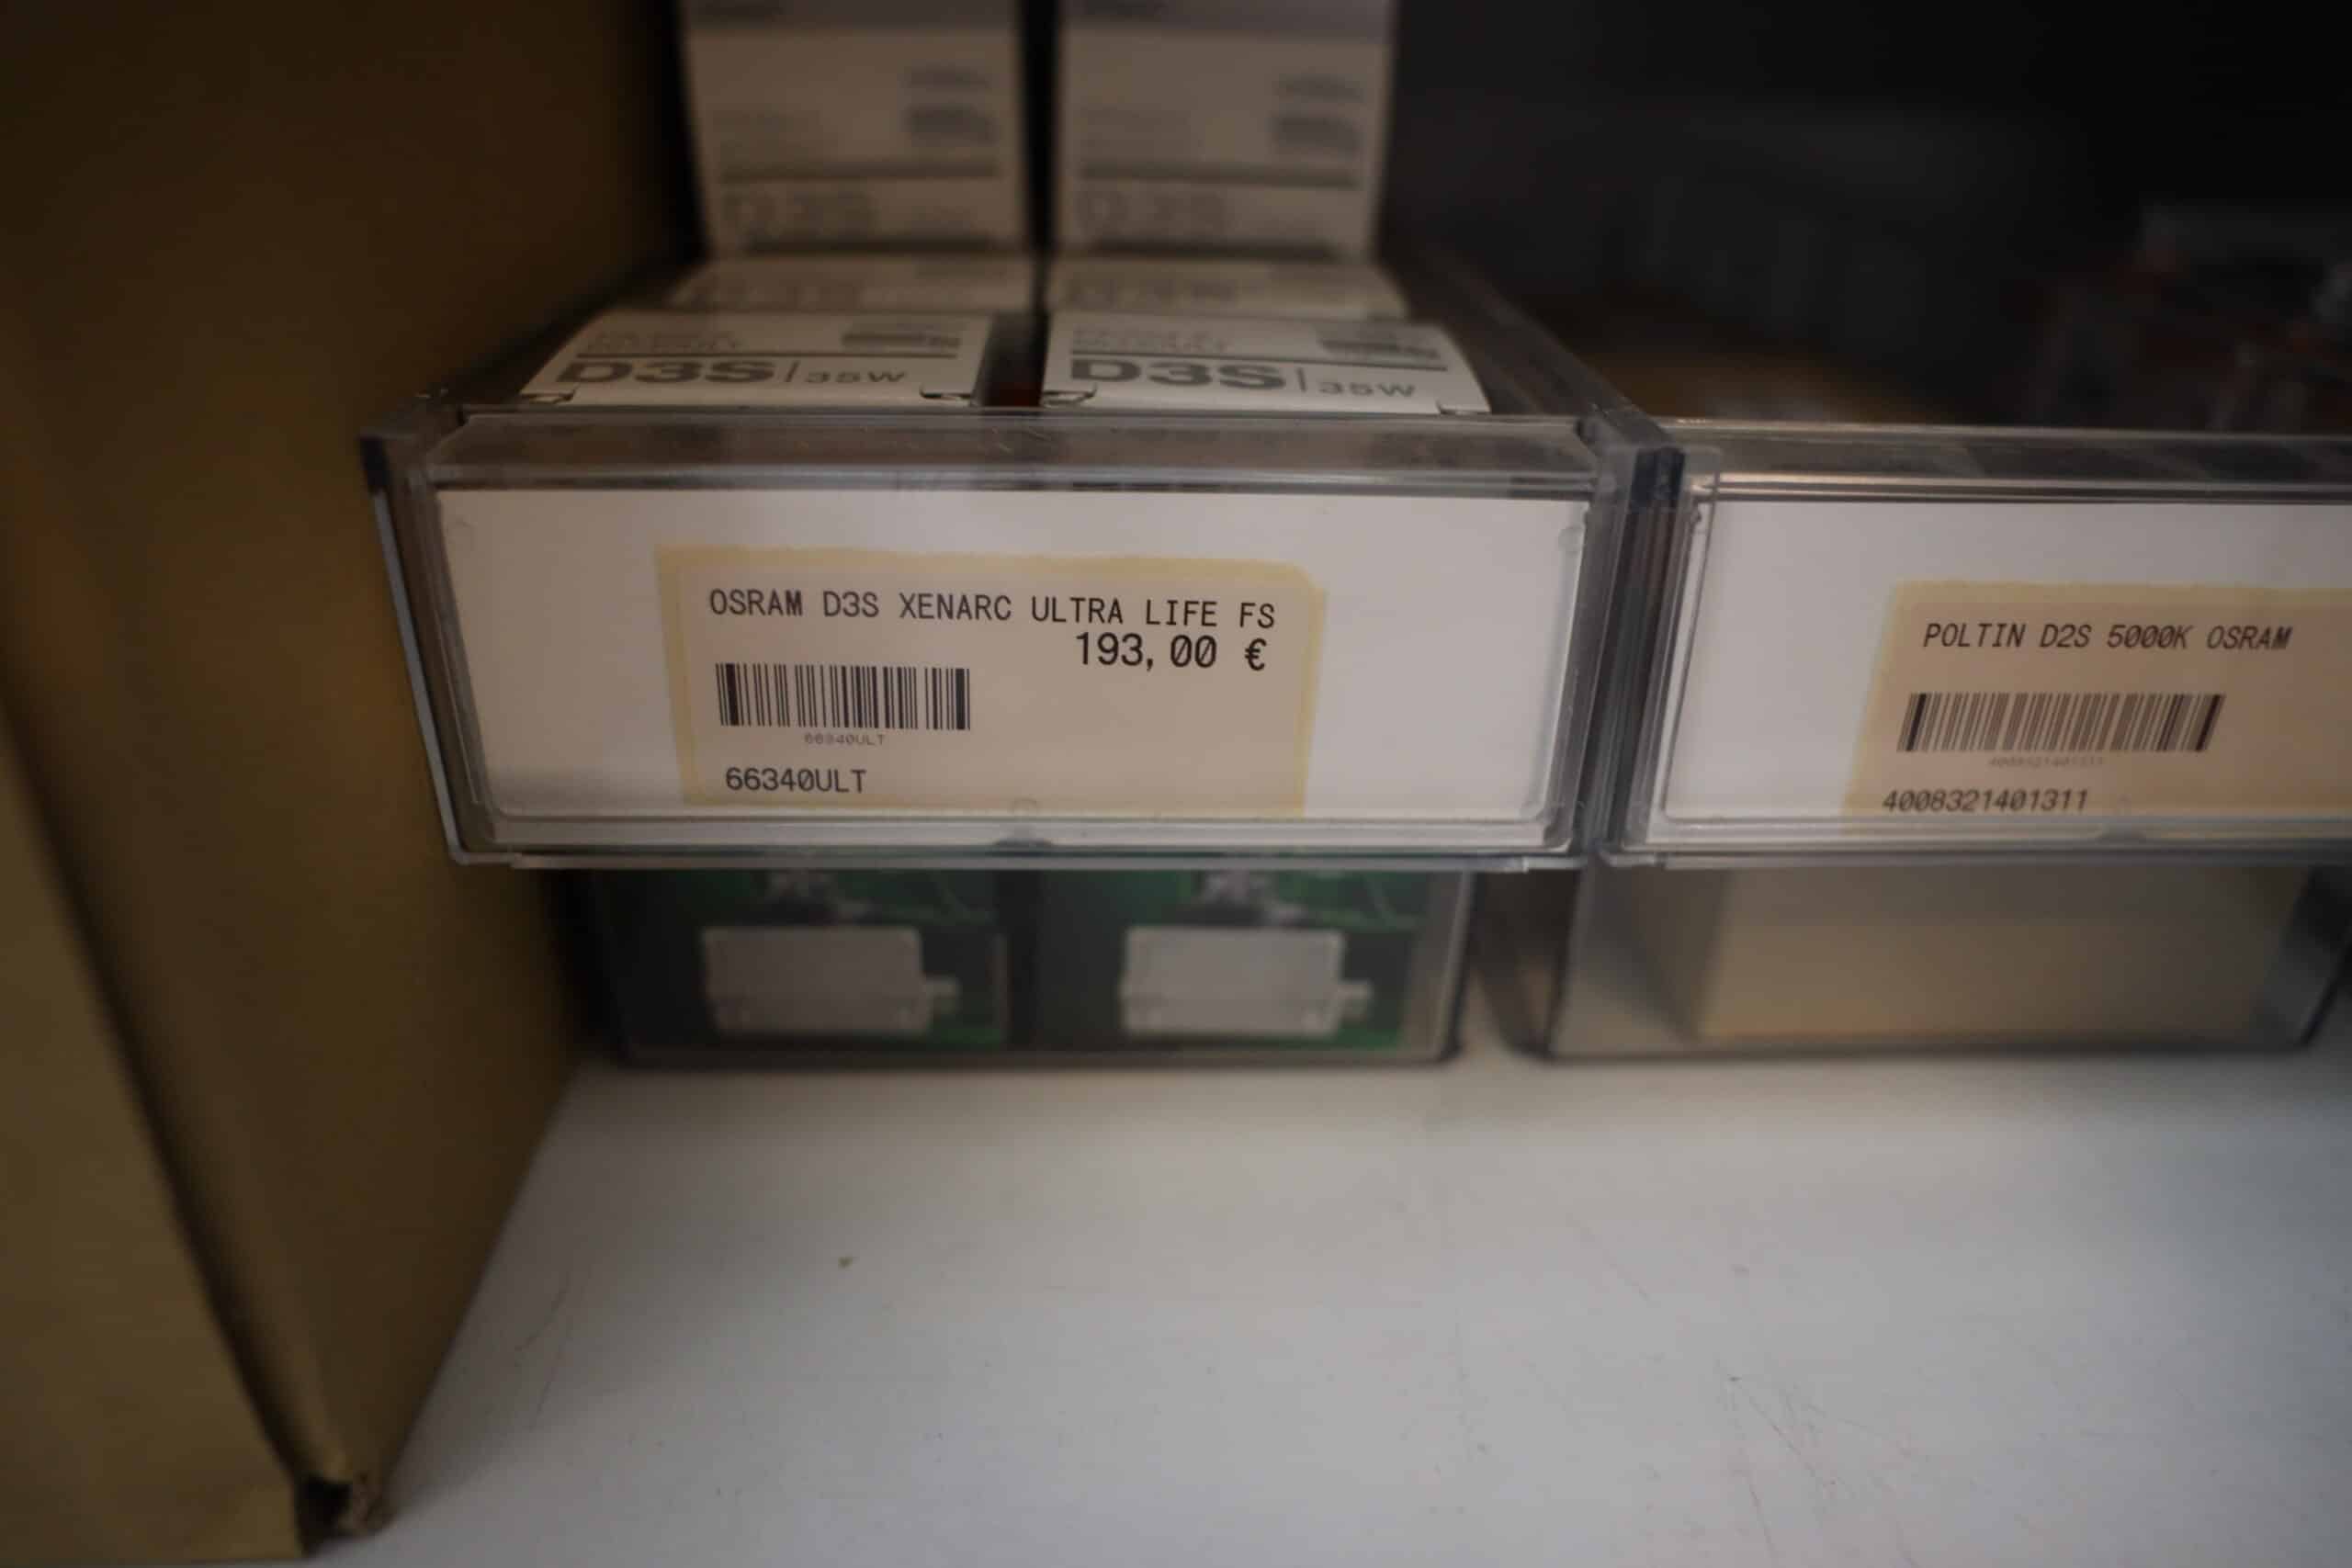 D3S 35W
D3S 35W
OSRAM D3S XENARC ULTRA LIFE FS
193,00 €
66340ULT
66340ULT
POLTIN D2S 5000K OSRAM
4008321401311